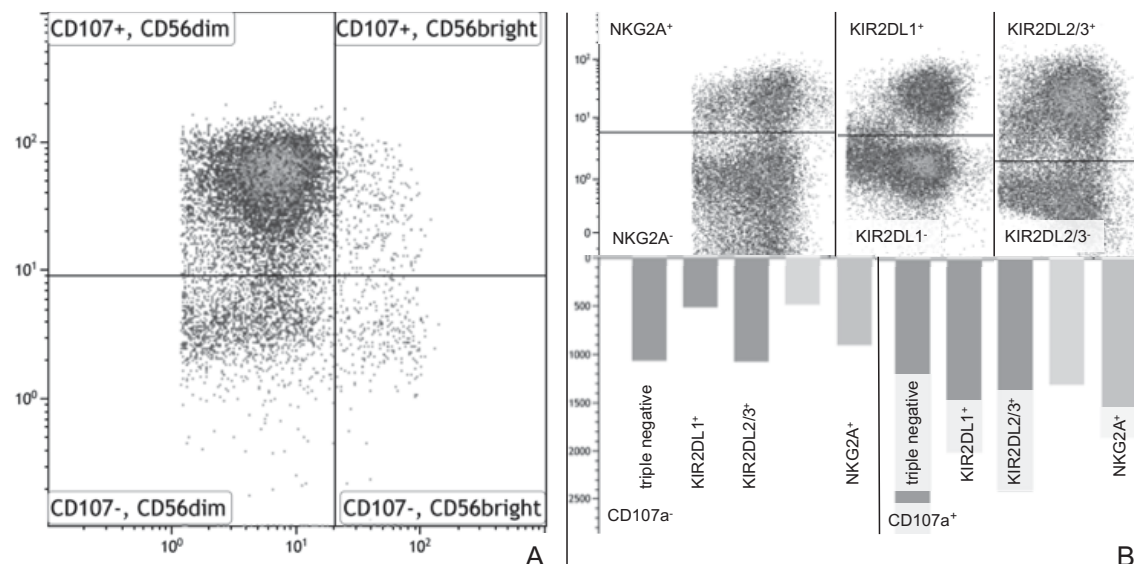 CD107+, CD56dim
CD107+, CD56bright
10²
10¹
10⁰
CD107-, CD56dim
CD107-, CD56bright
10⁰
10¹
10²
A
NKG2A⁺
KIR2DL1⁺
KIR2DL2/3⁺
10²
10¹
10⁰
0
NKG2A⁻
KIR2DL1⁻
KIR2DL2/3⁻
0
500
1000
1500
2000
2500
triple negative
KIR2DL1⁺
KIR2DL2/3⁺
NKG2A⁺
triple negative
KIR2DL1⁺
KIR2DL2/3⁺
NKG2A⁺
CD107a⁻
CD107a⁺
B